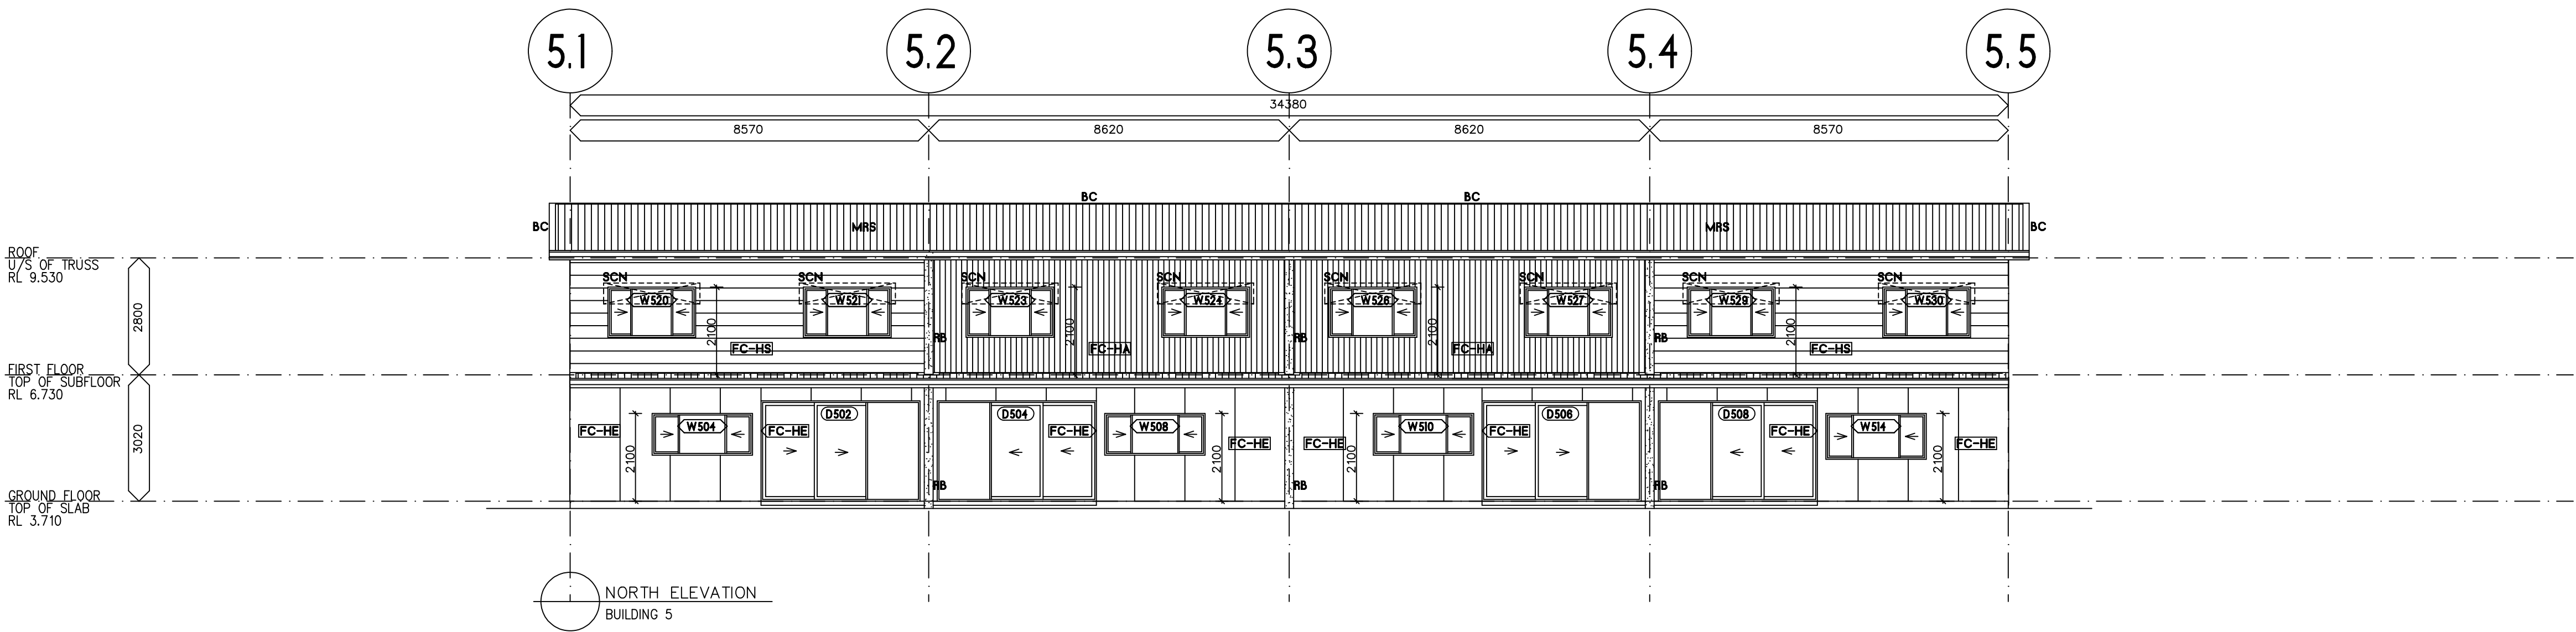 5.1 5.2 5.3 5.4 5.5
34380
8570 8620 8620 8570
BC BC
BC MRS MRS BC
ROOF
U/S OF TRUSS
RL 9.530
SCN SCN SCN SCN SCN SCN SCN SCN
W520 W521 W523 W524 W526 W527 W529 W530
2800 2100 2100 2100 2100
RB RB RB
FC-HS FC-HA FC-HA FC-HS
FIRST FLOOR
TOP OF SUBFLOOR
RL 6.730
D502 D504 D506 D508
W504 W508 W510 W514
FC-HE FC-HE FC-HE FC-HE FC-HE FC-HE FC-HE FC-HE
3020 2100 2100 2100 2100
RB RB RB
GROUND FLOOR
TOP OF SLAB
RL 3.710
NORTH ELEVATION
BUILDING 5